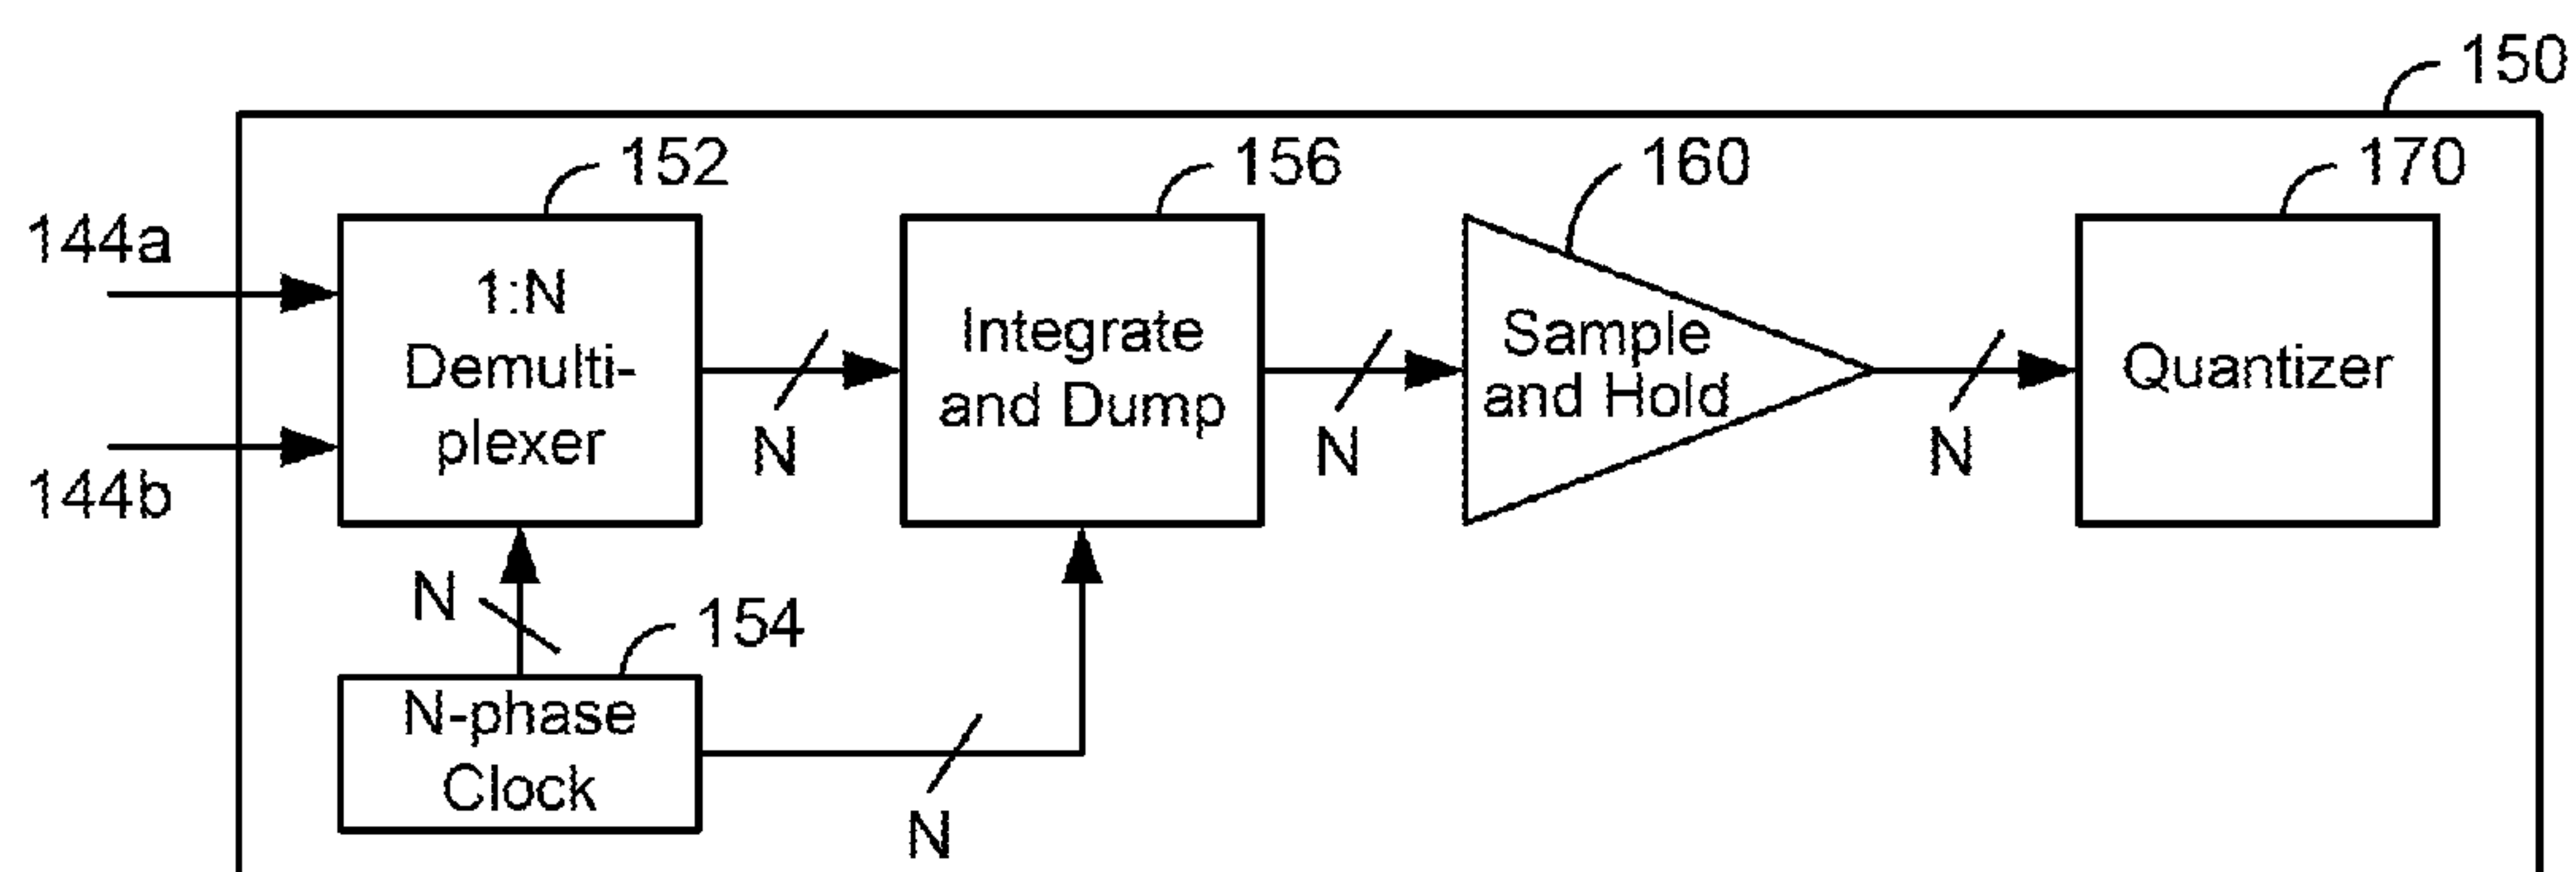 150
152
156
160
170
144a
144b
1:N
Demulti-
plexer
Integrate
and Dump
Sample
and Hold
Quantizer
N
N
N
N
154
N-phase
Clock
N